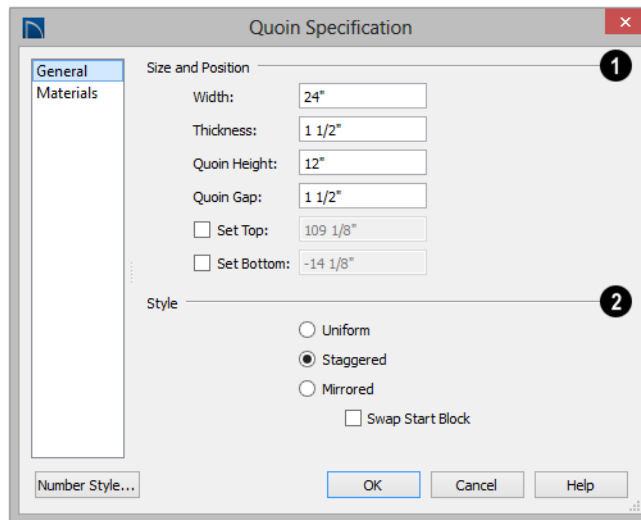 Quoin Specification
General
Materials
Size and Position
1
Width: 24"
Thickness: 1 1/2"
Quoin Height: 12"
Quoin Gap: 1 1/2"
Set Top: 109 1/8"
Set Bottom: -14 1/8"
Style
2
Uniform
Staggered
Mirrored
Swap Start Block
Number Style...
OK
Cancel
Help